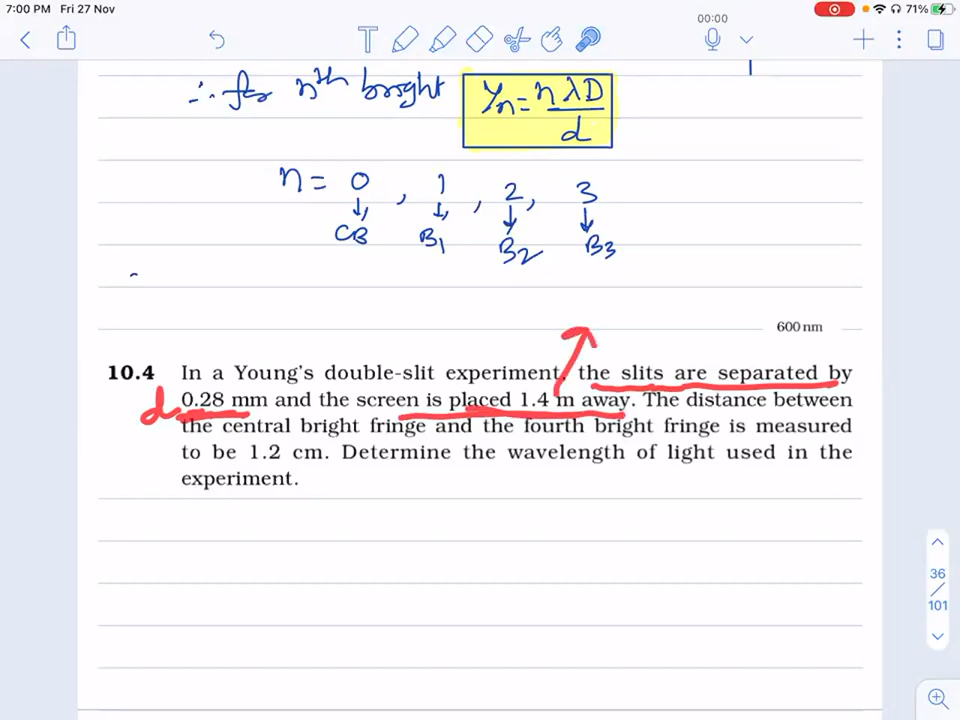 7:00 PM Fri 27 Nov
71%
00:00
T
∴ for nth bright Yn = nλD/d
n = 0, 1, 2, 3
CB B1 B2 B3
600 nm
10.4 In a Young's double-slit experiment, the slits are separated by
d 0.28 mm and the screen is placed 1.4 m away. The distance between
the central bright fringe and the fourth bright fringe is measured
to be 1.2 cm. Determine the wavelength of light used in the
experiment.
36
/
101